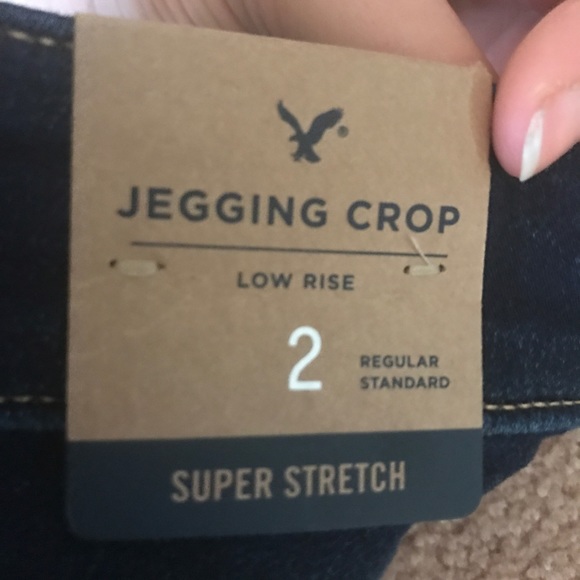 JEGGING CROP
LOW RISE
2
REGULAR
STANDARD
SUPER STRETCH